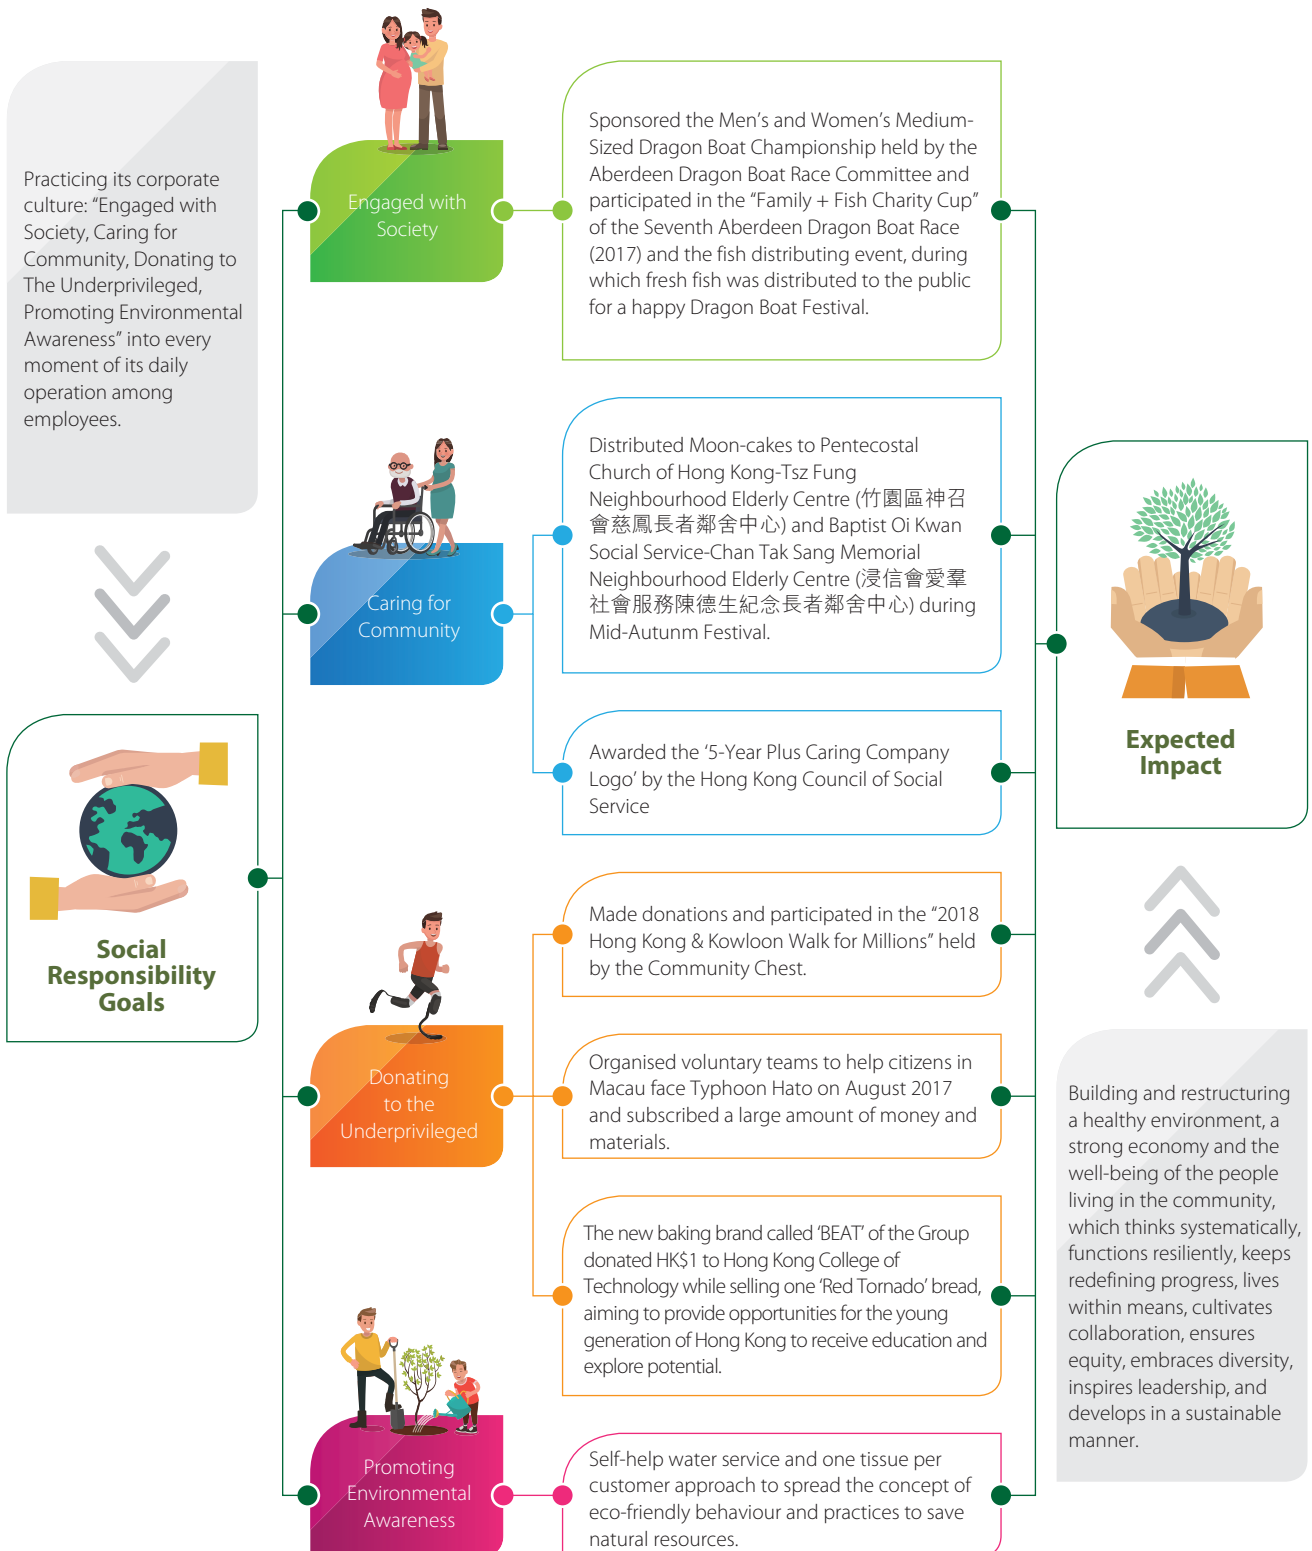 Practicing its corporate
culture: “Engaged with
Society, Caring for
Community, Donating to
The Underprivileged,
Promoting Environmental
Awareness” into every
moment of its daily
operation among
employees.
Social
Responsibility
Goals
Engaged with
Society
Sponsored the Men’s and Women’s Medium-
Sized Dragon Boat Championship held by the
Aberdeen Dragon Boat Race Committee and
participated in the “Family + Fish Charity Cup”
of the Seventh Aberdeen Dragon Boat Race
(2017) and the fish distributing event, during
which fresh fish was distributed to the public
for a happy Dragon Boat Festival.
Caring for
Community
Distributed Moon-cakes to Pentecostal
Church of Hong Kong-Tsz Fung
Neighbourhood Elderly Centre (竹園區神召
會慈鳳長者鄰舍中心) and Baptist Oi Kwan
Social Service-Chan Tak Sang Memorial
Neighbourhood Elderly Centre (浸信會愛羣
社會服務陳德生紀念長者鄰舍中心) during
Mid-Autunm Festival.
Awarded the ‘5-Year Plus Caring Company
Logo’ by the Hong Kong Council of Social
Service
Donating
to the
Underprivileged
Made donations and participated in the “2018
Hong Kong & Kowloon Walk for Millions” held
by the Community Chest.
Organised voluntary teams to help citizens in
Macau face Typhoon Hato on August 2017
and subscribed a large amount of money and
materials.
The new baking brand called ‘BEAT’ of the Group
donated HK$1 to Hong Kong College of
Technology while selling one ‘Red Tornado’ bread,
aiming to provide opportunities for the young
generation of Hong Kong to receive education and
explore potential.
Promoting
Environmental
Awareness
Self-help water service and one tissue per
customer approach to spread the concept of
eco-friendly behaviour and practices to save
natural resources.
Expected
Impact
Building and restructuring
a healthy environment, a
strong economy and the
well-being of the people
living in the community,
which thinks systematically,
functions resiliently, keeps
redefining progress, lives
within means, cultivates
collaboration, ensures
equity, embraces diversity,
inspires leadership, and
develops in a sustainable
manner.